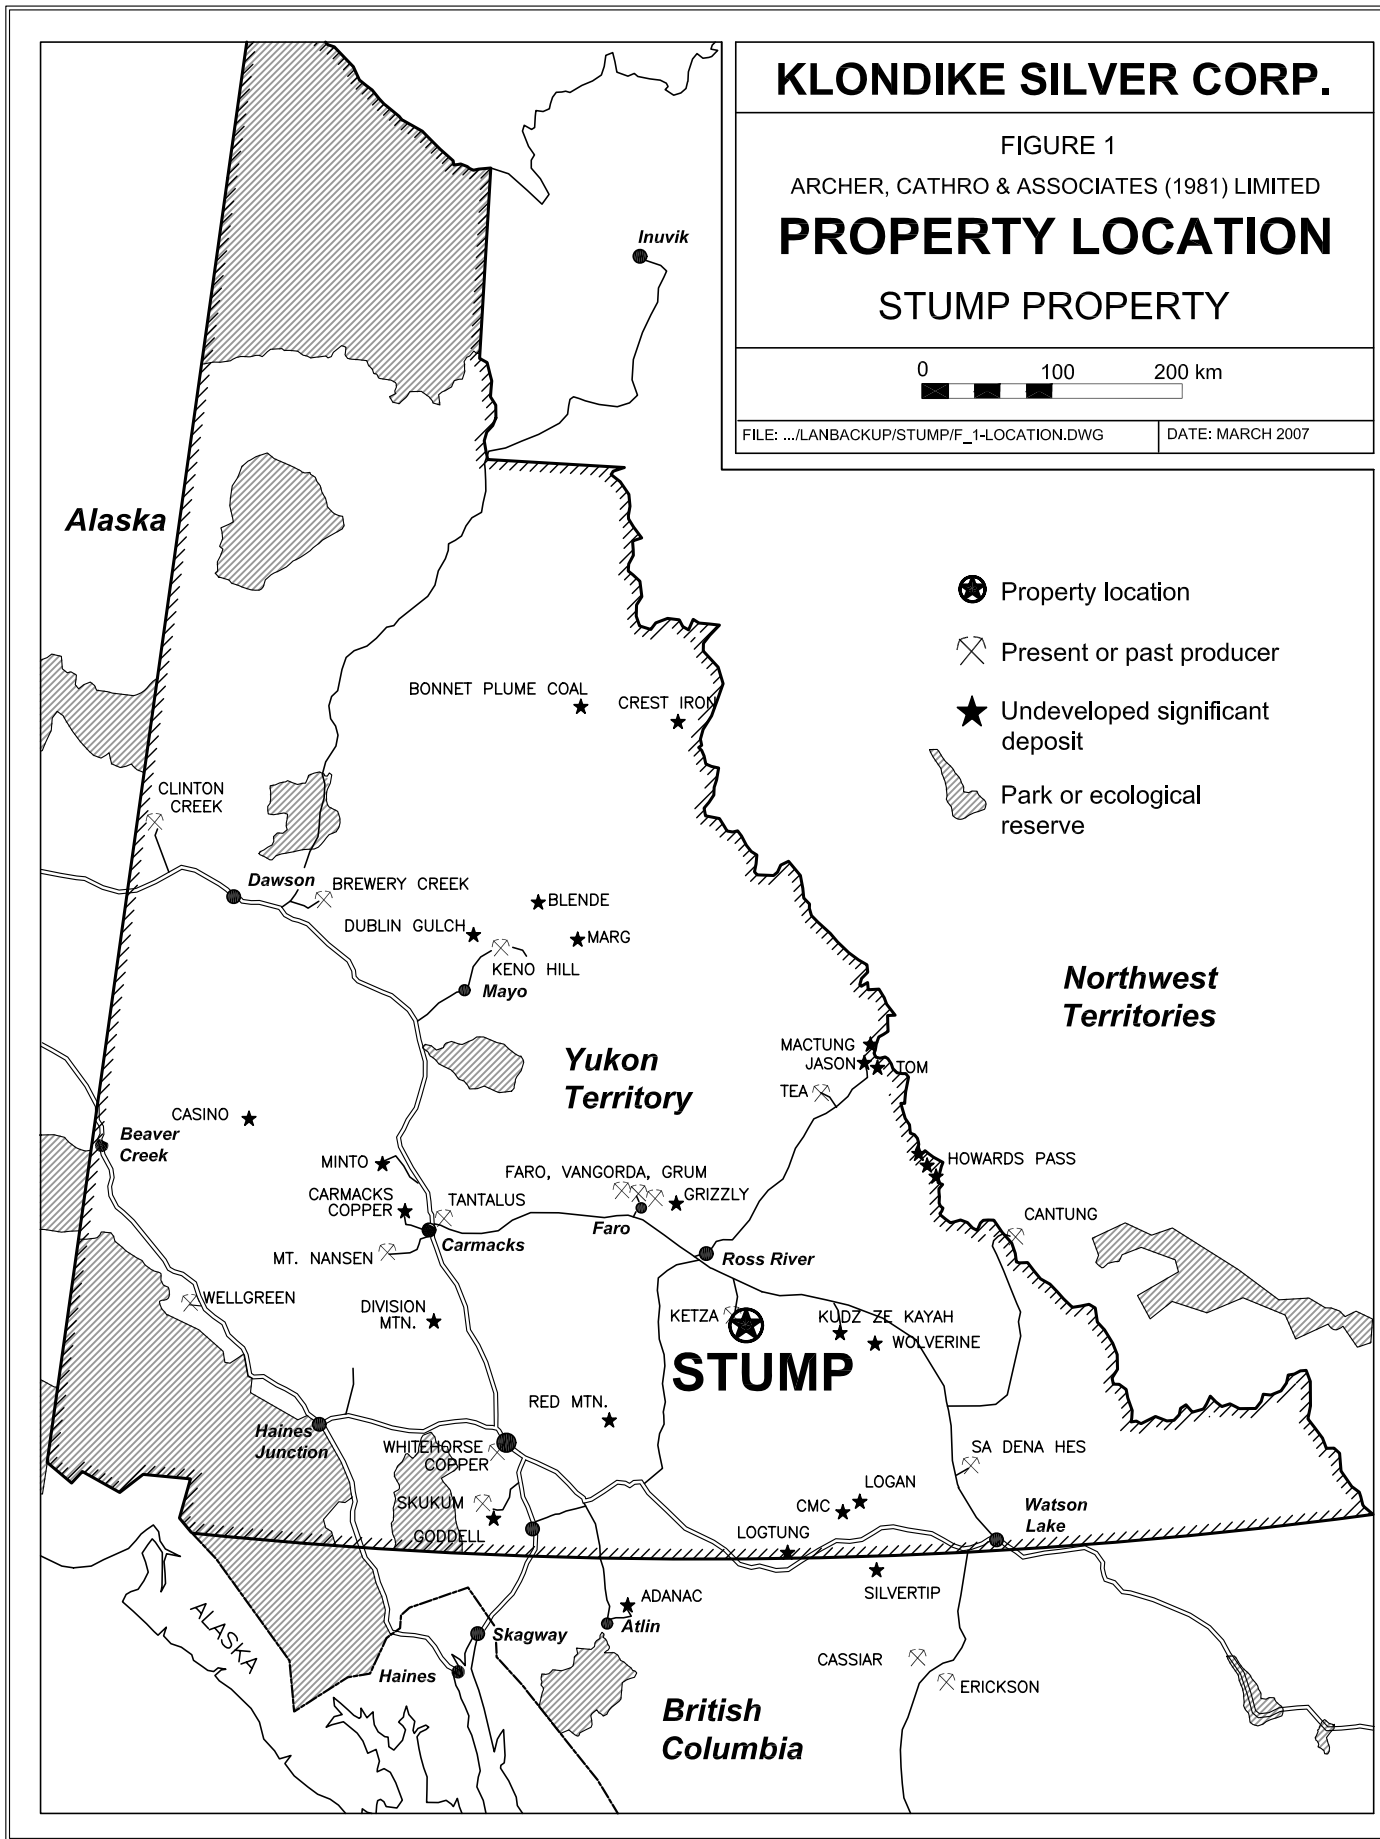 KLONDIKE SILVER CORP.
FIGURE 1
ARCHER, CATHRO & ASSOCIATES (1981) LIMITED
PROPERTY LOCATION
STUMP PROPERTY
0 100 200 km
FILE: .../LANBACKUP/STUMP/F_1-LOCATION.DWG
DATE: MARCH 2007
Inuvik
Alaska
Property location
Present or past producer
Undeveloped significant
deposit
Park or ecological
reserve
BONNET PLUME COAL
CREST IRON
CLINTON
CREEK
Dawson
BREWERY CREEK
BLENDE
DUBLIN GULCH
MARG
KENO HILL
Mayo
Northwest
Territories
Yukon
Territory
MACTUNG
JASON
TOM
TEA
CASINO
Beaver
Creek
MINTO
HOWARDS PASS
FARO, VANGORDA, GRUM
GRIZZLY
CARMACKS
COPPER
TANTALUS
Faro
CANTUNG
Carmacks
MT. NANSEN
Ross River
WELLGREEN
DIVISION
MTN.
KETZA
KUDZ ZE KAYAH
WOLVERINE
STUMP
RED MTN.
Haines
Junction
WHITEHORSE
COPPER
SA DENA HES
LOGAN
CMC
SKUKUM
GODDELL
Watson
Lake
LOGTUNG
SILVERTIP
ADANAC
Atlin
ALASKA
Skagway
Haines
CASSIAR
ERICKSON
British
Columbia